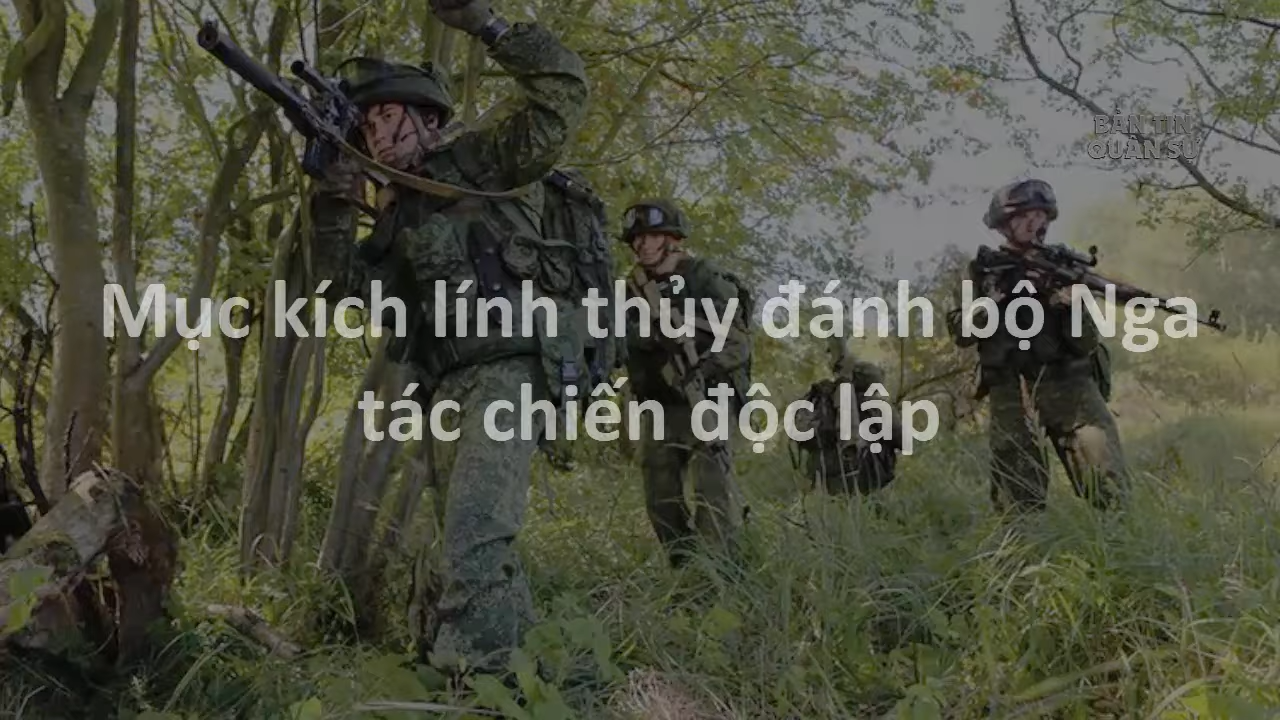 BẢN TIN
QUÂN SỰ
Mục kích lính thủy đánh bộ Nga
tác chiến độc lập